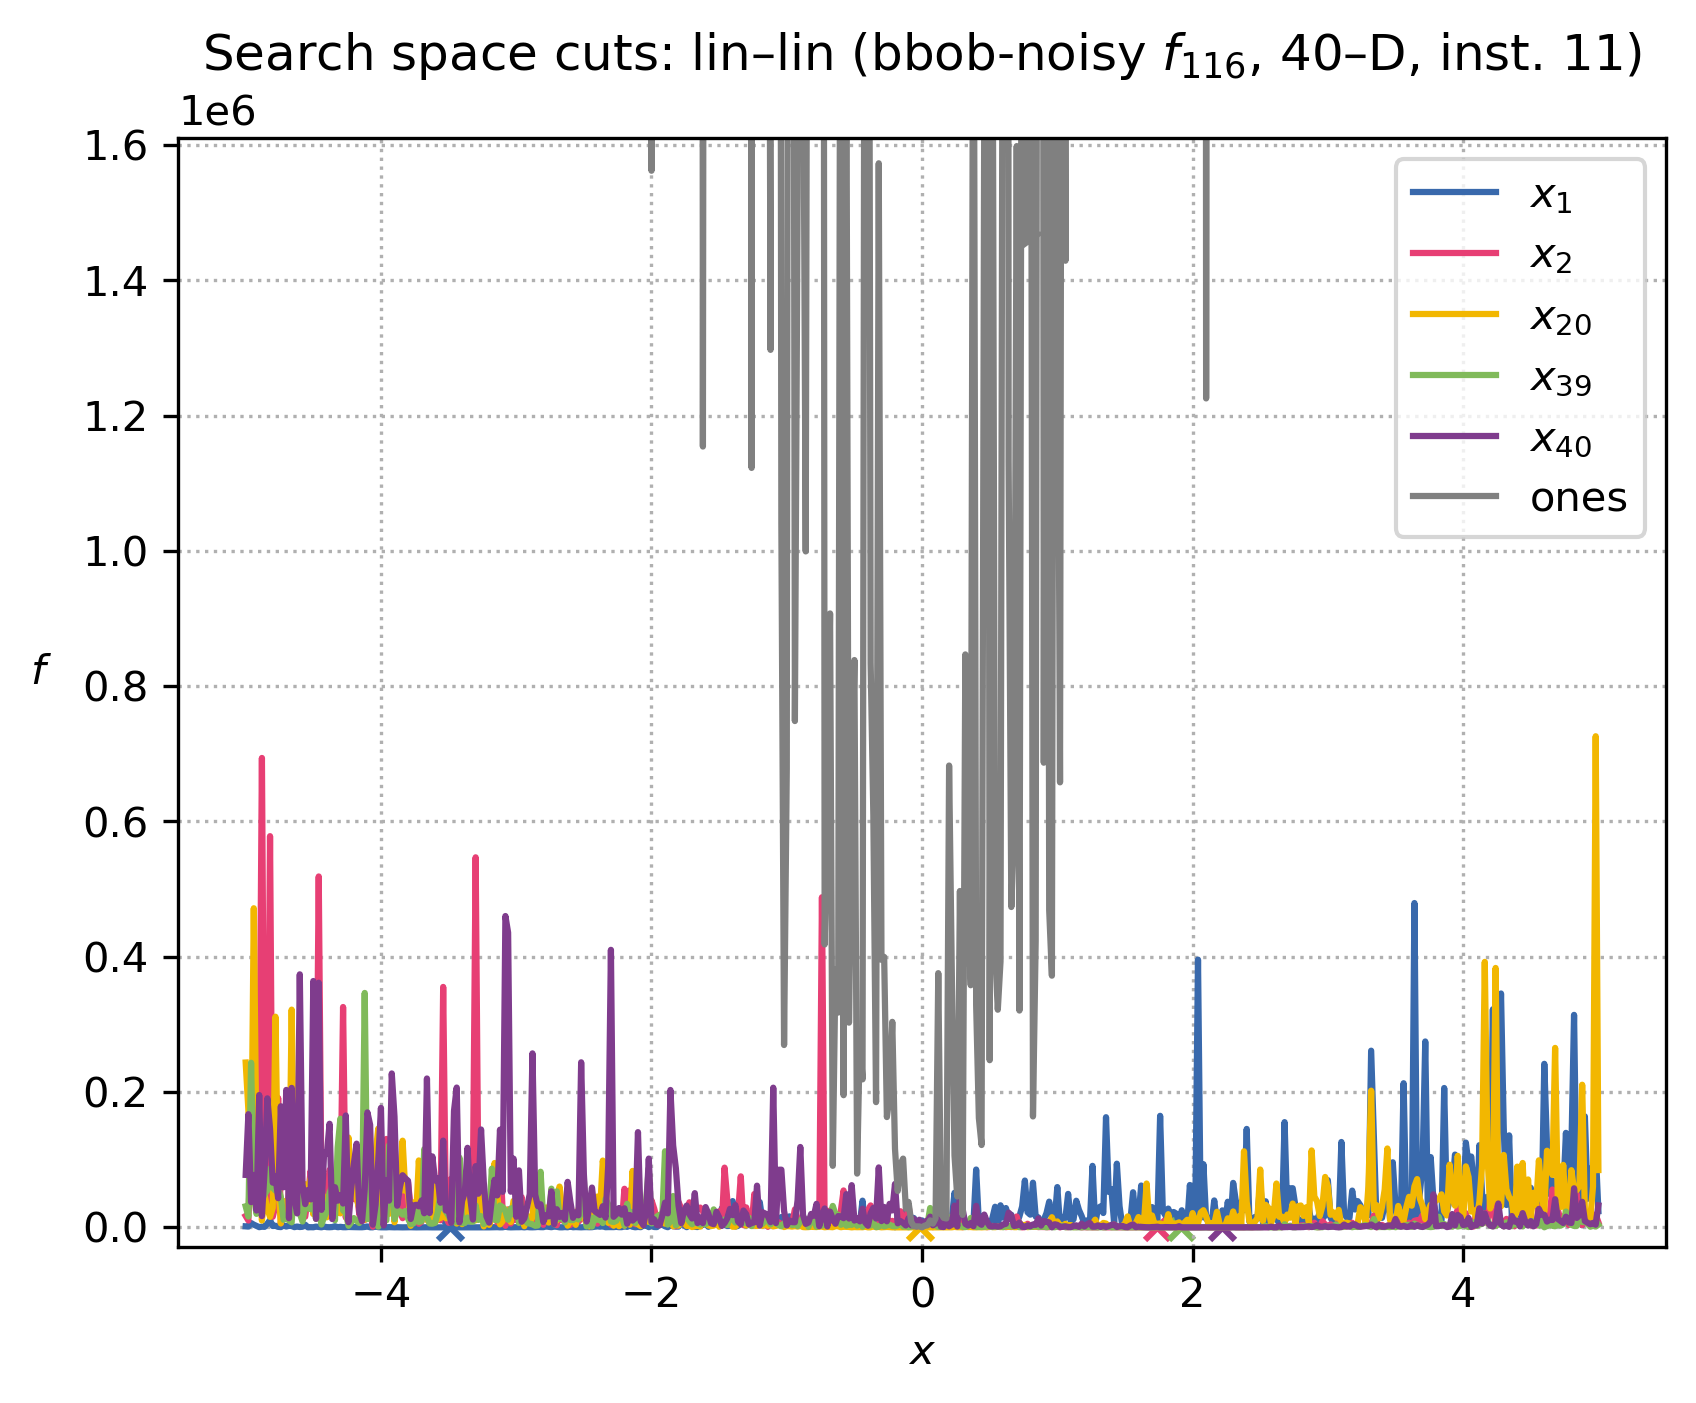 Search space cuts: lin–lin (bbob-noisy f₁₁₆, 40–D, inst. 11)
1e6
1.6
1.4
1.2
1.0
0.8
0.6
0.4
0.2
0.0
f
x₁
x₂
x₂₀
x₃₉
x₄₀
ones
−4 −2 0 2 4
x